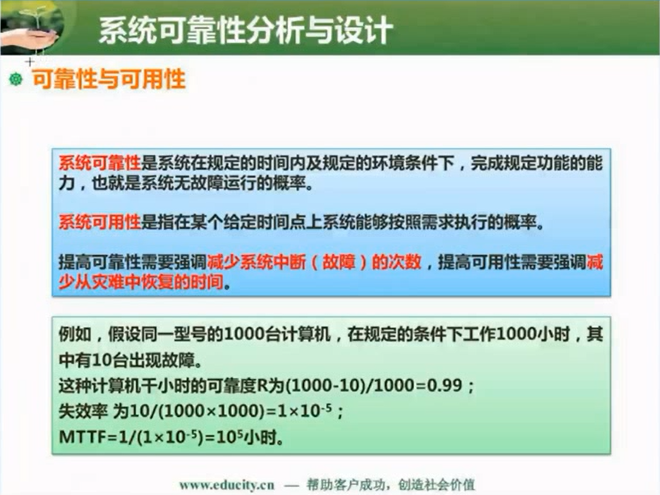 系统可靠性分析与设计
可靠性与可用性
系统可靠性是系统在规定的时间内及规定的环境条件下，完成规定功能的能
力，也就是系统无故障运行的概率。
系统可用性是指在某个给定时间点上系统能够按照需求执行的概率。
提高可靠性需要强调减少系统中断（故障）的次数，提高可用性需要强调减
少从灾难中恢复的时间。
例如，假设同一型号的1000台计算机，在规定的条件下工作1000小时，其
中有10台出现故障。
这种计算机千小时的可靠度R为(1000-10)/1000=0.99；
失效率 为10/(1000×1000)=1×10⁻⁵；
MTTF=1/(1×10⁻⁵)=10⁵小时。
www.educity.cn — 帮助客户成功，创造社会价值